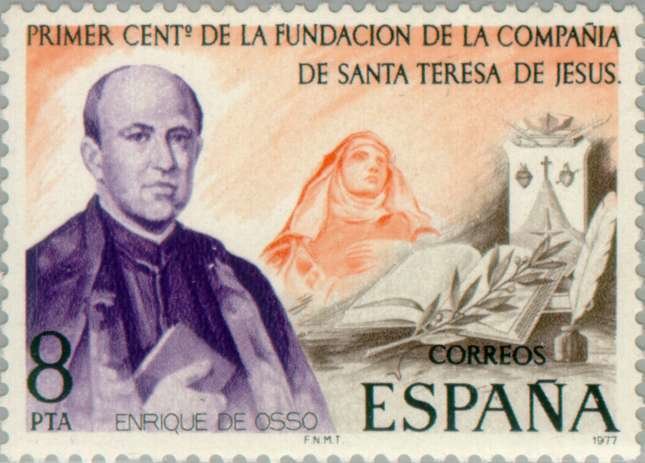 PRIMER CENTº DE LA FUNDACION DE LA COMPAÑIA
DE SANTA TERESA DE JESUS.
8
PTA
ENRIQUE DE OSSO
CORREOS
ESPAÑA
F.N.M.T.
1977